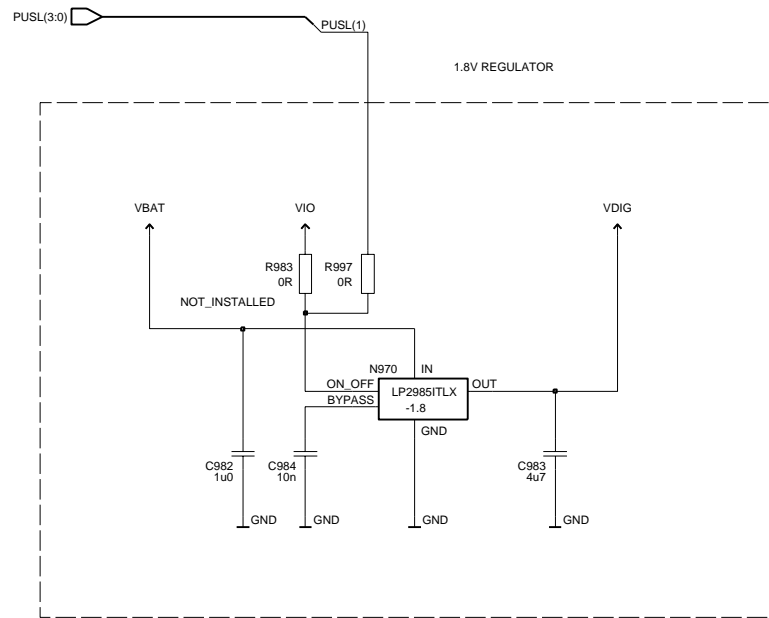 PUSL(3:0)
PUSL(1)
1.8V REGULATOR
VBAT
VIO
VDIG
R983
0R
R997
0R
NOT_INSTALLED
N970
IN
ON_OFF
LP2985ITLX
-1.8
OUT
BYPASS
GND
C982
1u0
C984
10n
C983
4u7
GND
GND
GND
GND